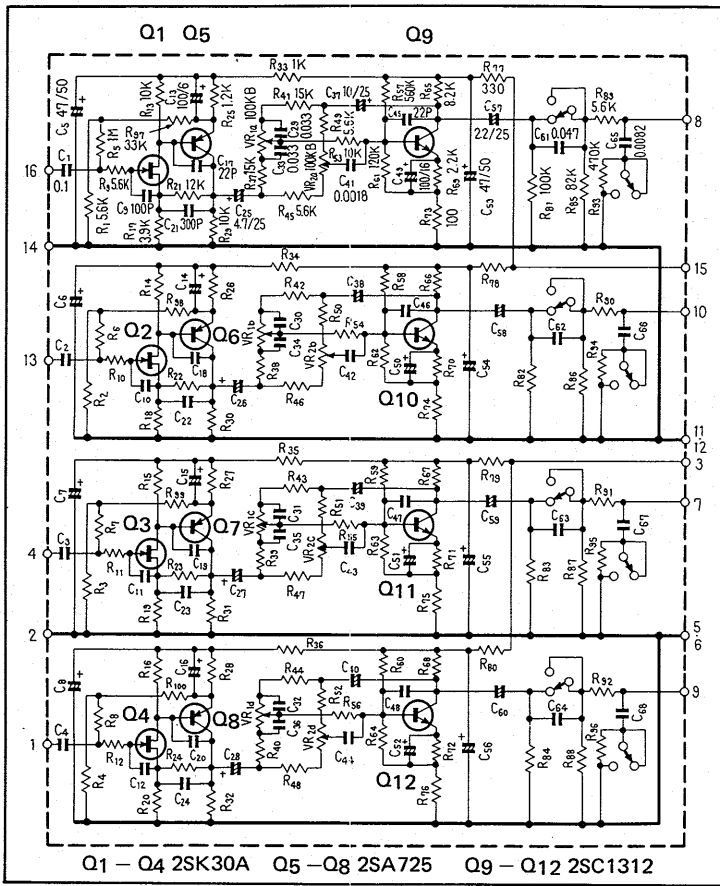 Q1 Q5 Q9
R33 1K
R77 330
C5 47/50
R13 10K
C13 100/6
R25 1.2K
R41 15K
C37 10/25
R57 560K
R65 8.2K
R89 5.6K
R97 33K
R5 1M
VR1a 100KB
C29 0.033
R49 5.6K
C45 22P
C57 22/25
C61 0.047
C65 0.0082
8
16
C1 0.1
R9 5.6K
C17 22P
C33 0.033
VR2a 100KB
R53 10K
R61 120K
C49 100/16
R69 2.2K
C53 47/50
R81 100K
R85 82K
R93 470K
R1 5.6K
C9 100P
R21 12K
R37 15K
C41 0.0018
R17 3.9K
C21 300P
R29 10K
C25 4.7/25
R45 5.6K
R73 100
14
R34
R78
15
C6 R14 C14 R26 R42 C38 R58 R66
R98 R50 C46 C58 R90
10
R6 Q2 Q6 VR1b C30 R54 C62 C66
13
C2 R10 C18 C34 R62 C50 R70 C54 R94
R2 C10 R22 R38 VR2b C42 R82 R86
R18 C22 R30 C26 R46 Q10 R74
11
12
R35
R79
3
C7 R15 C15 R27 R43 C39 R59 R67
R99 R51 C47 C59 R91
7
R7 Q3 Q7 VR1C C31 R55 C63 C67
4
C3 R11 C19 C35 R63 C51 R71 C55 R95
R3 C11 R23 R39 VR2C C43 R83 R87
R19 C23 R31 C27 R47 Q11 R75
2
5
6
R36
R80
C8 R16 C16 R28 R44 C40 R60 R68
R100 R52 C48 C60 R92
9
R8 Q4 Q8 VR1d C32 R56 C64 C68
1
C4 R12 C20 C36 R64 C52 R72 C56 R96
R4 C12 R24 R40 VR2d C44 R84 R88
R20 C24 R32 C28 R48 Q12 R76
Q1 – Q4 2SK30A Q5 – Q8 2SA725 Q9 – Q12 2SC1312